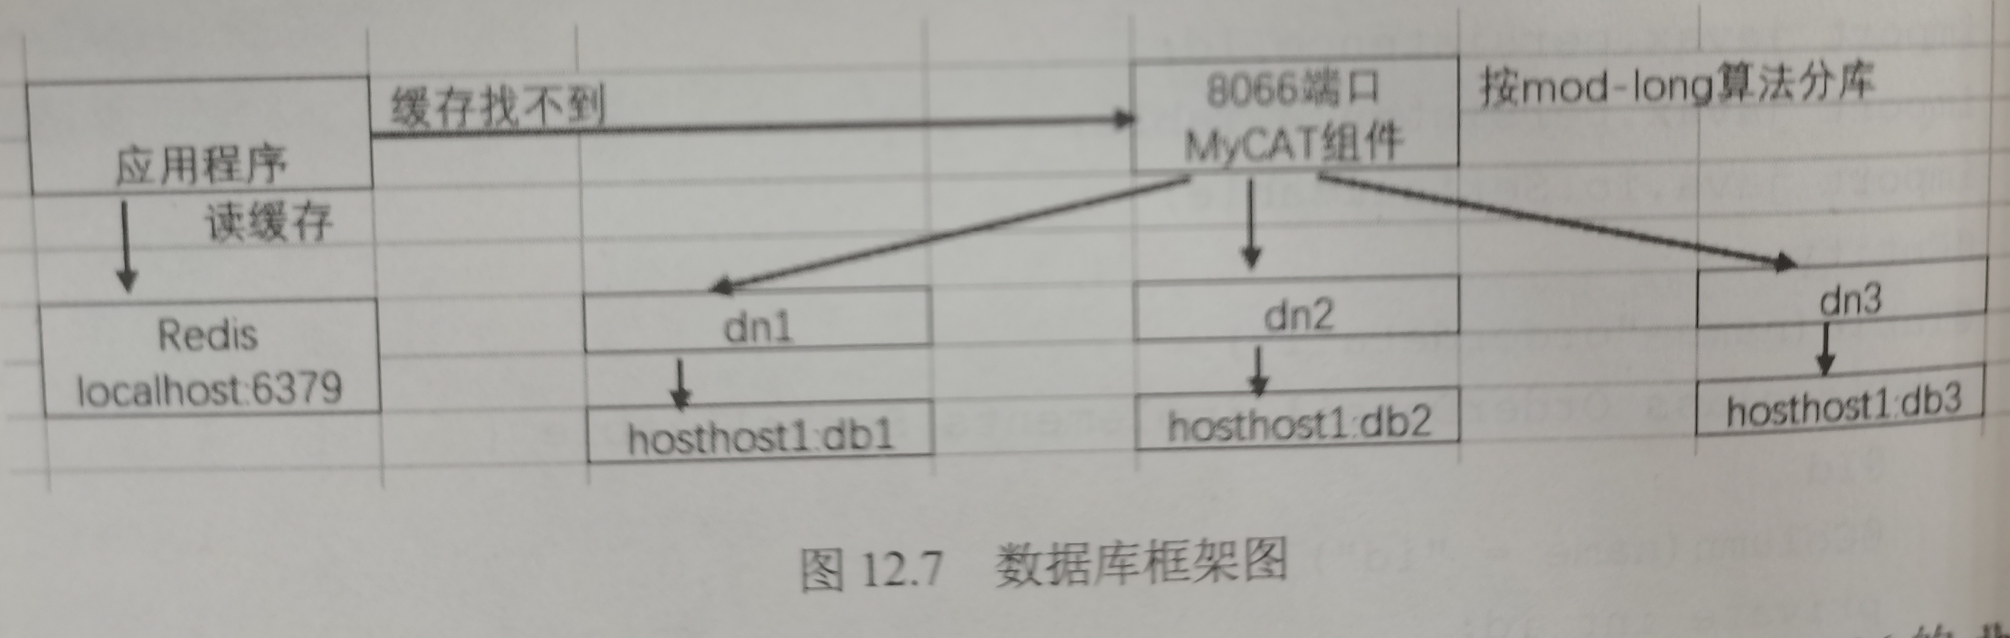 缓存找不到
8066端口
MyCAT组件
按mod-long算法分库
应用程序
读缓存
Redis
localhost:6379
dn1
dn2
dn3
hosthost1:db1
hosthost1:db2
hosthost1:db3
图 12.7 数据库框架图